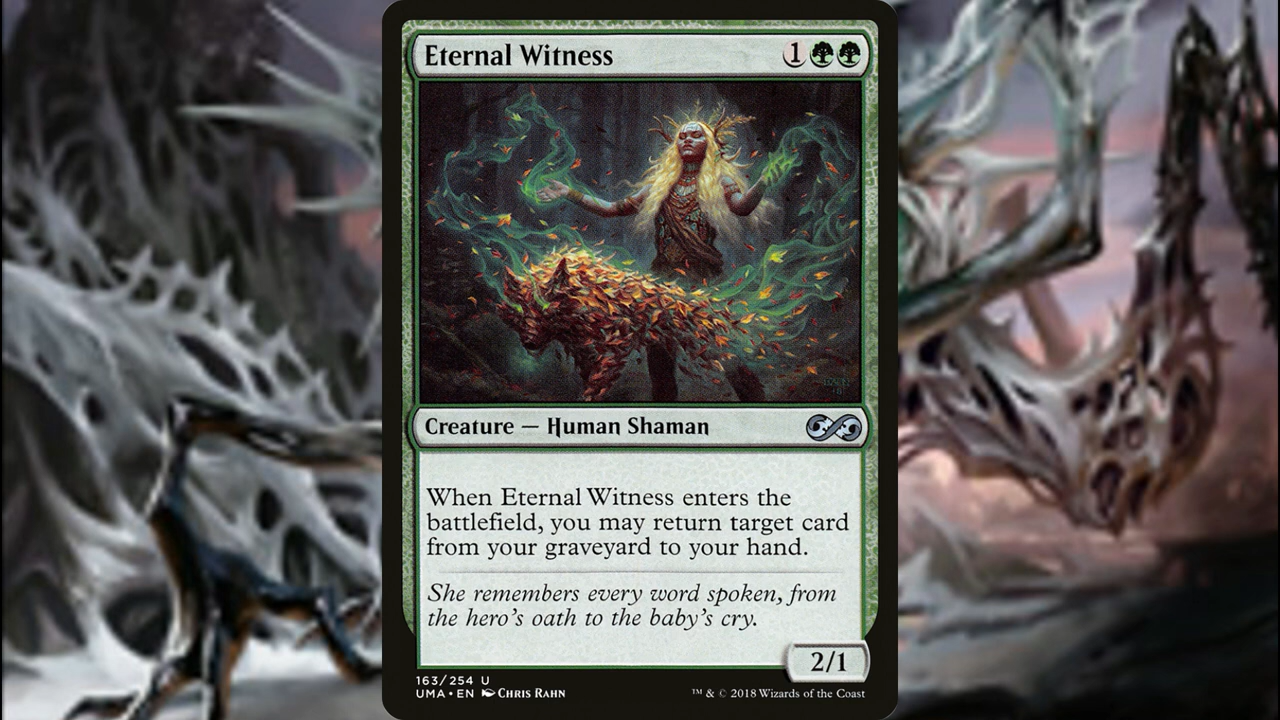 Eternal Witness 1
Creature — Human Shaman
When Eternal Witness enters the
battlefield, you may return target card
from your graveyard to your hand.
She remembers every word spoken, from
the hero's oath to the baby's cry.
2/1
163/254 U
UMA • EN Chris Rahn ™ & © 2018 Wizards of the Coast